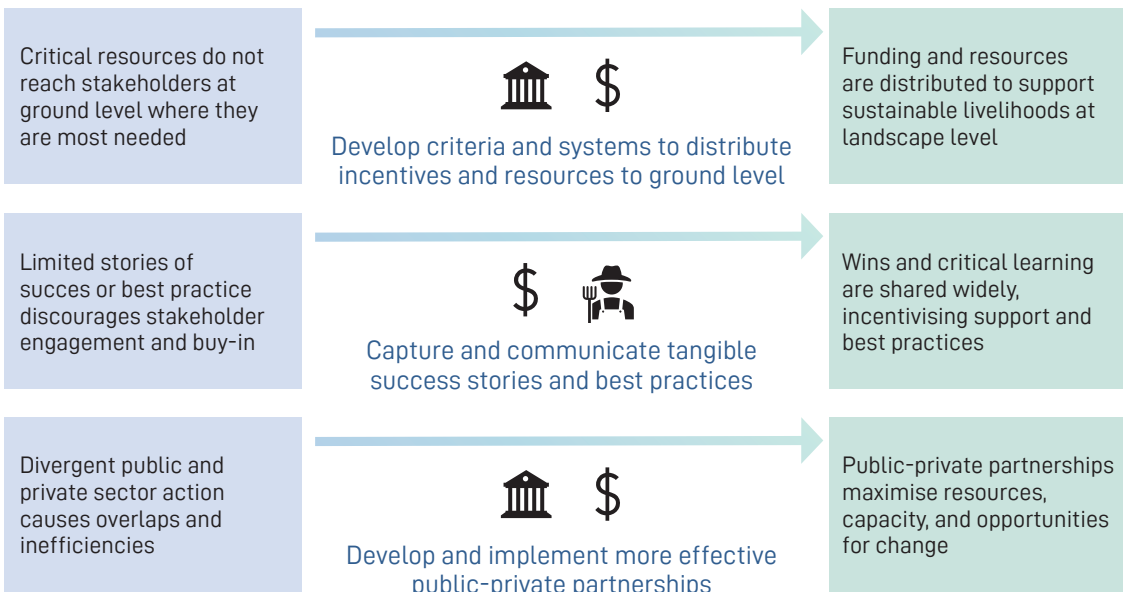 Critical resources do not
reach stakeholders at
ground level where they
are most needed
$
Develop criteria and systems to distribute
incentives and resources to ground level
Funding and resources
are distributed to support
sustainable livelihoods at
landscape level
Limited stories of
succes or best practice
discourages stakeholder
engagement and buy-in
$
Capture and communicate tangible
success stories and best practices
Wins and critical learning
are shared widely,
incentivising support and
best practices
Divergent public and
private sector action
causes overlaps and
inefficiencies
$
Develop and implement more effective
public-private partnerships
Public-private partnerships
maximise resources,
capacity, and opportunities
for change